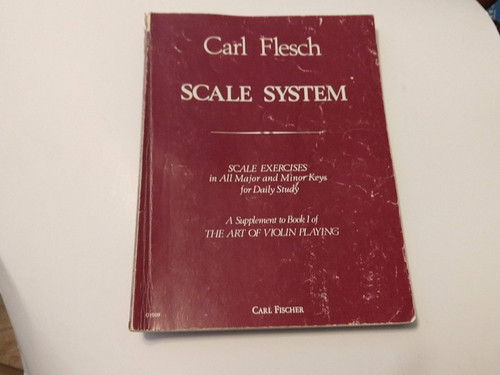 Carl Flesch
SCALE SYSTEM
SCALE EXERCISES
in All Major and Minor Keys
for Daily Study
A Supplement to Book I of
THE ART OF VIOLIN PLAYING
CARL FISCHER